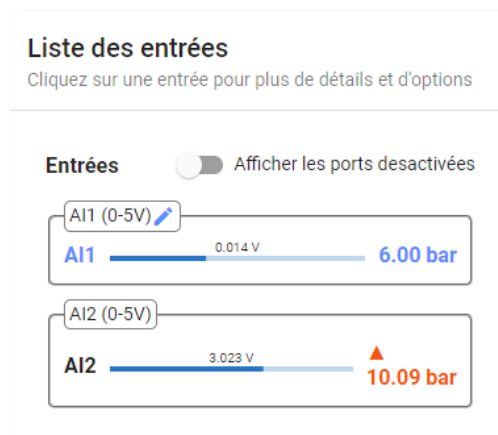 Liste des entrées
Cliquez sur une entrée pour plus de détails et d'options
Entrées
Afficher les ports desactivées
AI1 (0-5V)
AI1
0.014 V
6.00 bar
AI2 (0-5V)
AI2
3.023 V
▲
10.09 bar